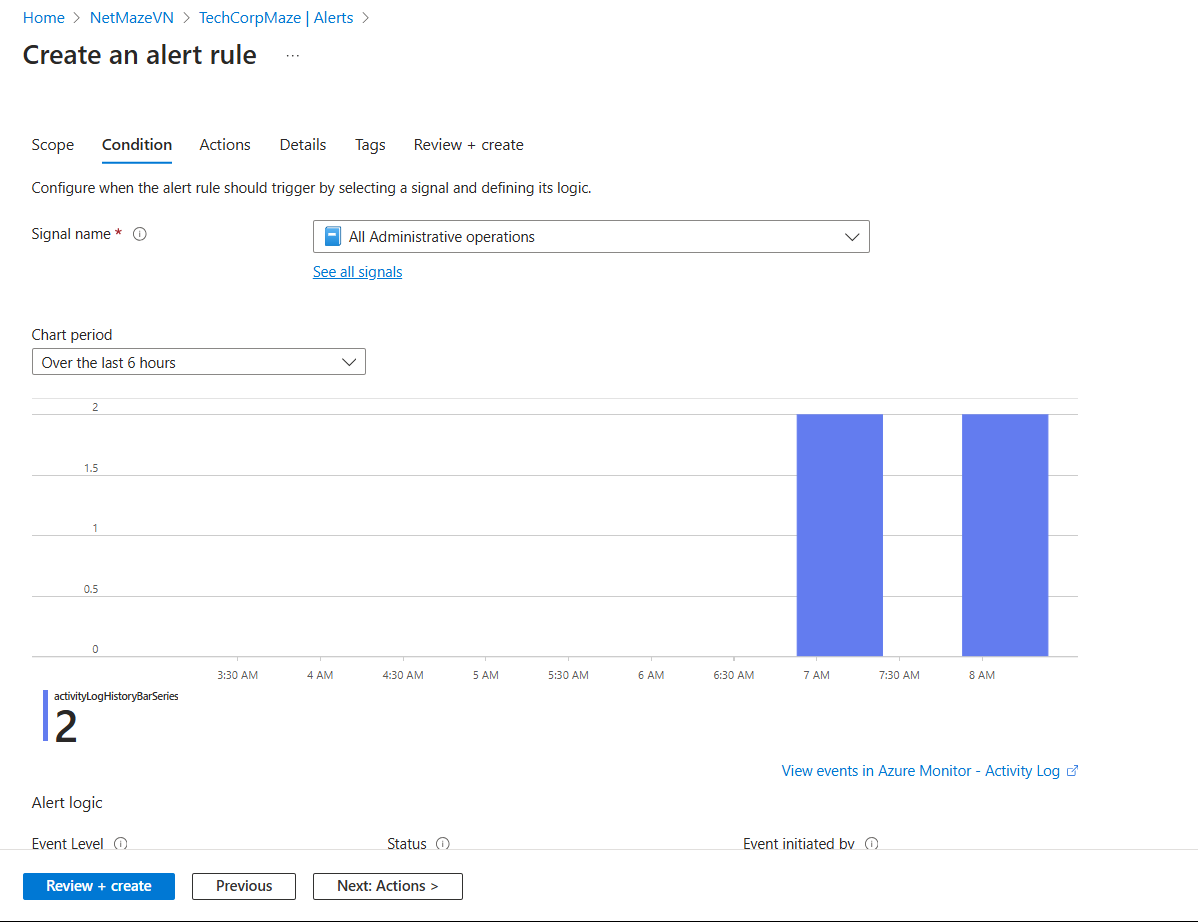 Home > NetMazeVN > TechCorpMaze | Alerts >
Create an alert rule ...
Scope Condition Actions Details Tags Review + create
Configure when the alert rule should trigger by selecting a signal and defining its logic.
Signal name *
All Administrative operations
See all signals
Chart period
Over the last 6 hours
2
1.5
1
0.5
0
3:30 AM 4 AM 4:30 AM 5 AM 5:30 AM 6 AM 6:30 AM 7 AM 7:30 AM 8 AM
activityLogHistoryBarSeries
2
View events in Azure Monitor - Activity Log
Alert logic
Event Level Status Event initiated by
Review + create Previous Next: Actions >